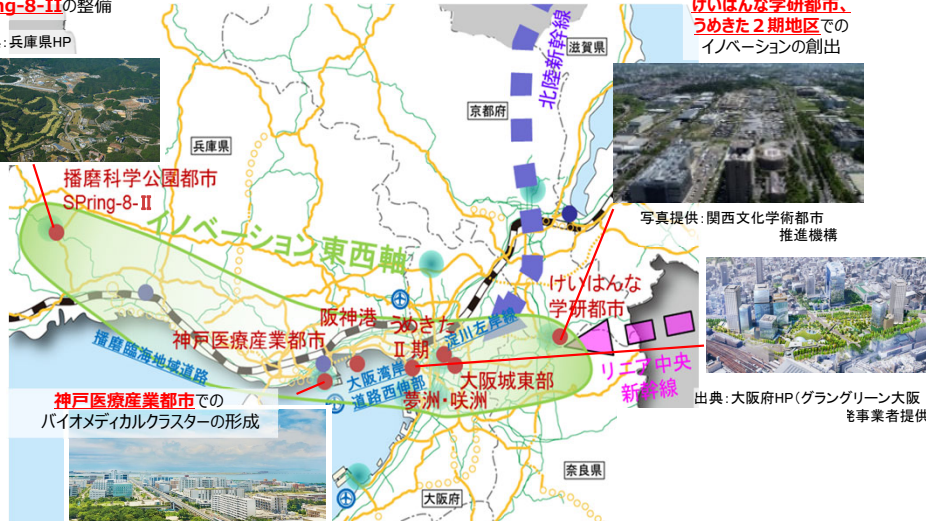 ng-8-IIの整備
:兵庫県HP
けいはんな学研都市、
うめきた2期地区での
イノベーションの創出
北陸新幹線
滋賀県
京都府
兵庫県
播磨科学公園都市
SPring-8-Ⅱ
イノベーション東西軸
写真提供:関西文化学術都市
推進機構
けいはんな
学研都市
阪神港
うめきた
Ⅱ期
淀川左岸線
神戸医療産業都市
播磨臨海地域道路
大阪湾岸
道路西伸部
大阪城東部
夢洲・咲洲
リニア中央
新幹線
神戸医療産業都市での
バイオメディカルクラスターの形成
出典:大阪府HP(グラングリーン大阪
発事業者提供
奈良県
大阪府